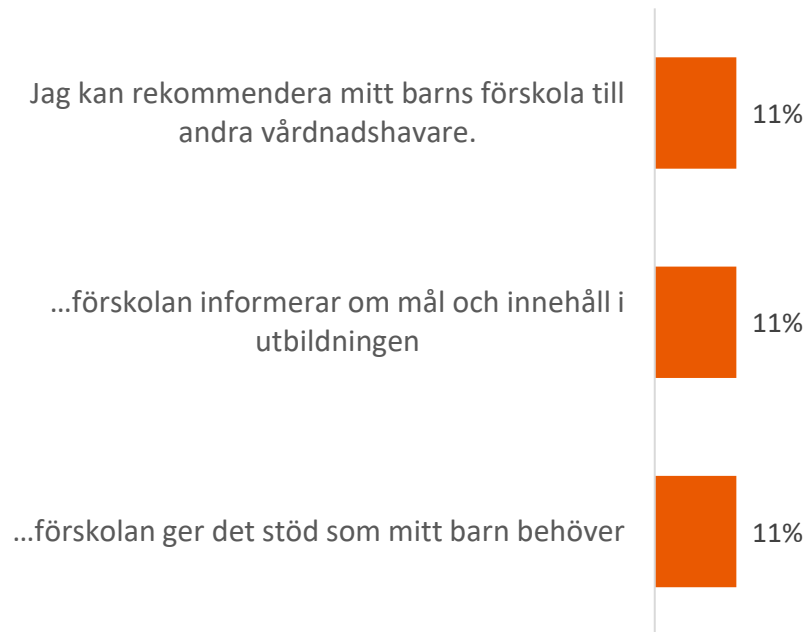 Jag kan rekommendera mitt barns förskola till
andra vårdnadshavare.
11%
…förskolan informerar om mål och innehåll i
utbildningen
11%
…förskolan ger det stöd som mitt barn behöver
11%